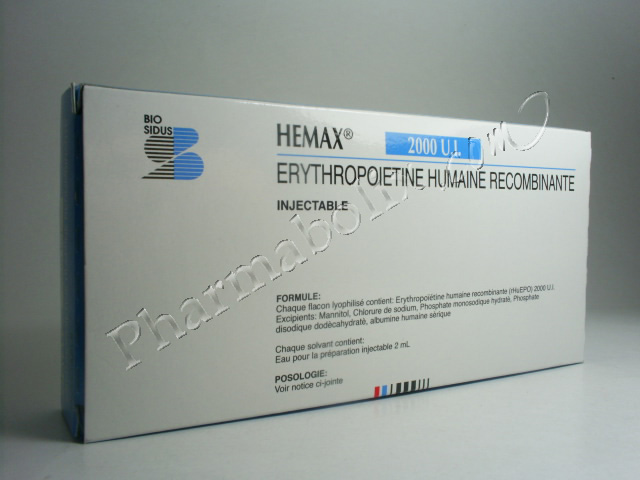 BIO
SIDUS
HEMAX® 2000 U.I.
ERYTHROPOIETINE HUMAINE RECOMBINANTE
INJECTABLE
FORMULE:
Chaque flacon lyophilisé contient: Erythropoïétine humaine recombinante (rHuEPO) 2000 U.I.
Excipients: Mannitol, Chlorure de sodium, Phosphate monosodique hydraté, Phosphate
disodique dodécahydraté, albumine humaine sérique
Chaque solvant contient:
Eau pour la préparation injectable 2 mL
POSOLOGIE:
Voir notice ci-jointe
Pharmabolic.com